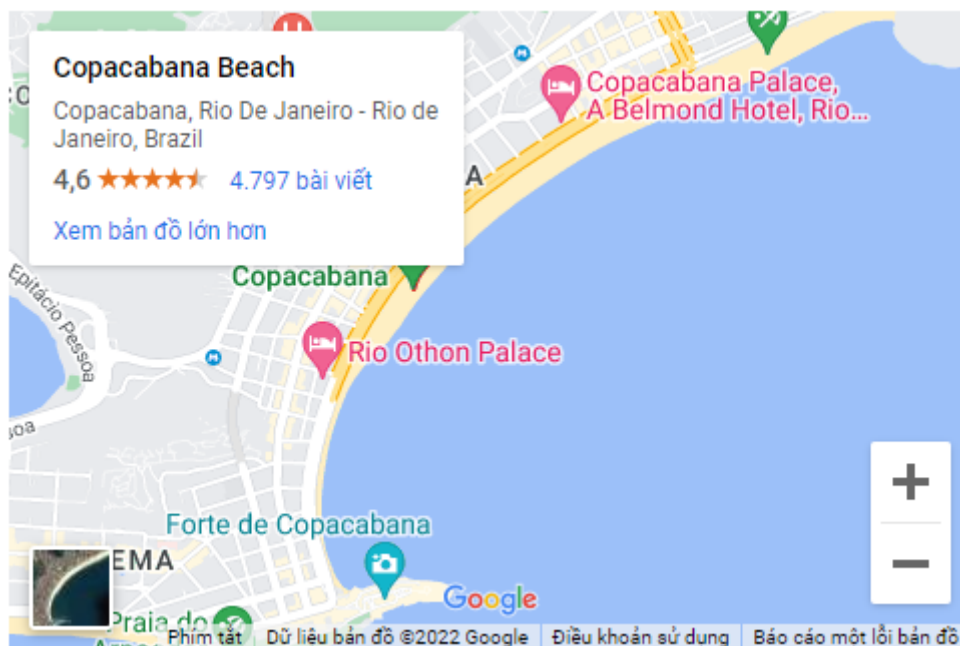 Copacabana Beach
Copacabana, Rio De Janeiro - Rio de
Janeiro, Brazil
4,6
4.797 bài viết
Xem bản đồ lớn hơn
Copacabana Palace,
A Belmond Hotel, Rio...
Copacabana
Epitácio Pessoa
Rio Othon Palace
Forte de Copacabana
EMA
Praia do
Google
Phím tắt
Dữ liệu bản đồ ©2022 Google
Điều khoản sử dụng
Báo cáo một lỗi bản đồ